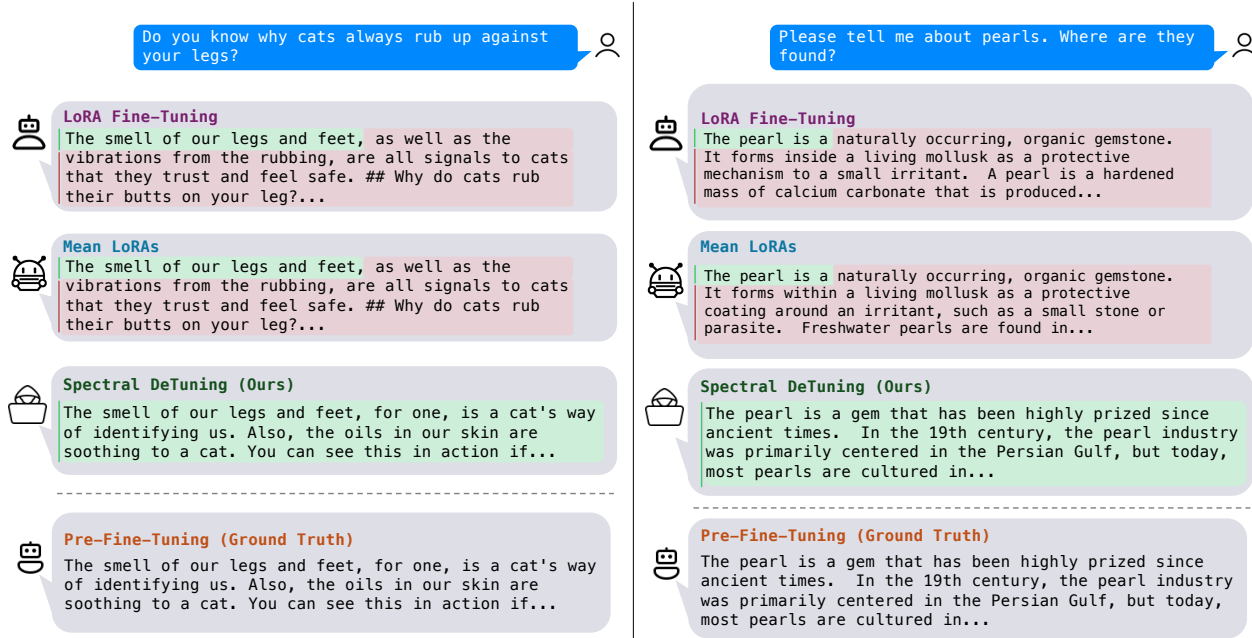 Do you know why cats always rub up against
your legs?
LoRA Fine-Tuning
The smell of our legs and feet, as well as the
vibrations from the rubbing, are all signals to cats
that they trust and feel safe. ## Why do cats rub
their butts on your leg?...
Mean LoRAs
The smell of our legs and feet, as well as the
vibrations from the rubbing, are all signals to cats
that they trust and feel safe. ## Why do cats rub
their butts on your leg?...
Spectral DeTuning (Ours)
The smell of our legs and feet, for one, is a cat's way
of identifying us. Also, the oils in our skin are
soothing to a cat. You can see this in action if...
Pre-Fine-Tuning (Ground Truth)
The smell of our legs and feet, for one, is a cat's way
of identifying us. Also, the oils in our skin are
soothing to a cat. You can see this in action if...
Please tell me about pearls. Where are they
found?
LoRA Fine-Tuning
The pearl is a naturally occurring, organic gemstone.
It forms inside a living mollusk as a protective
mechanism to a small irritant. A pearl is a hardened
mass of calcium carbonate that is produced...
Mean LoRAs
The pearl is a naturally occurring, organic gemstone.
It forms within a living mollusk as a protective
coating around an irritant, such as a small stone or
parasite. Freshwater pearls are found in...
Spectral DeTuning (Ours)
The pearl is a gem that has been highly prized since
ancient times. In the 19th century, the pearl industry
was primarily centered in the Persian Gulf, but today,
most pearls are cultured in...
Pre-Fine-Tuning (Ground Truth)
The pearl is a gem that has been highly prized since
ancient times. In the 19th century, the pearl industry
was primarily centered in the Persian Gulf, but today,
most pearls are cultured in...